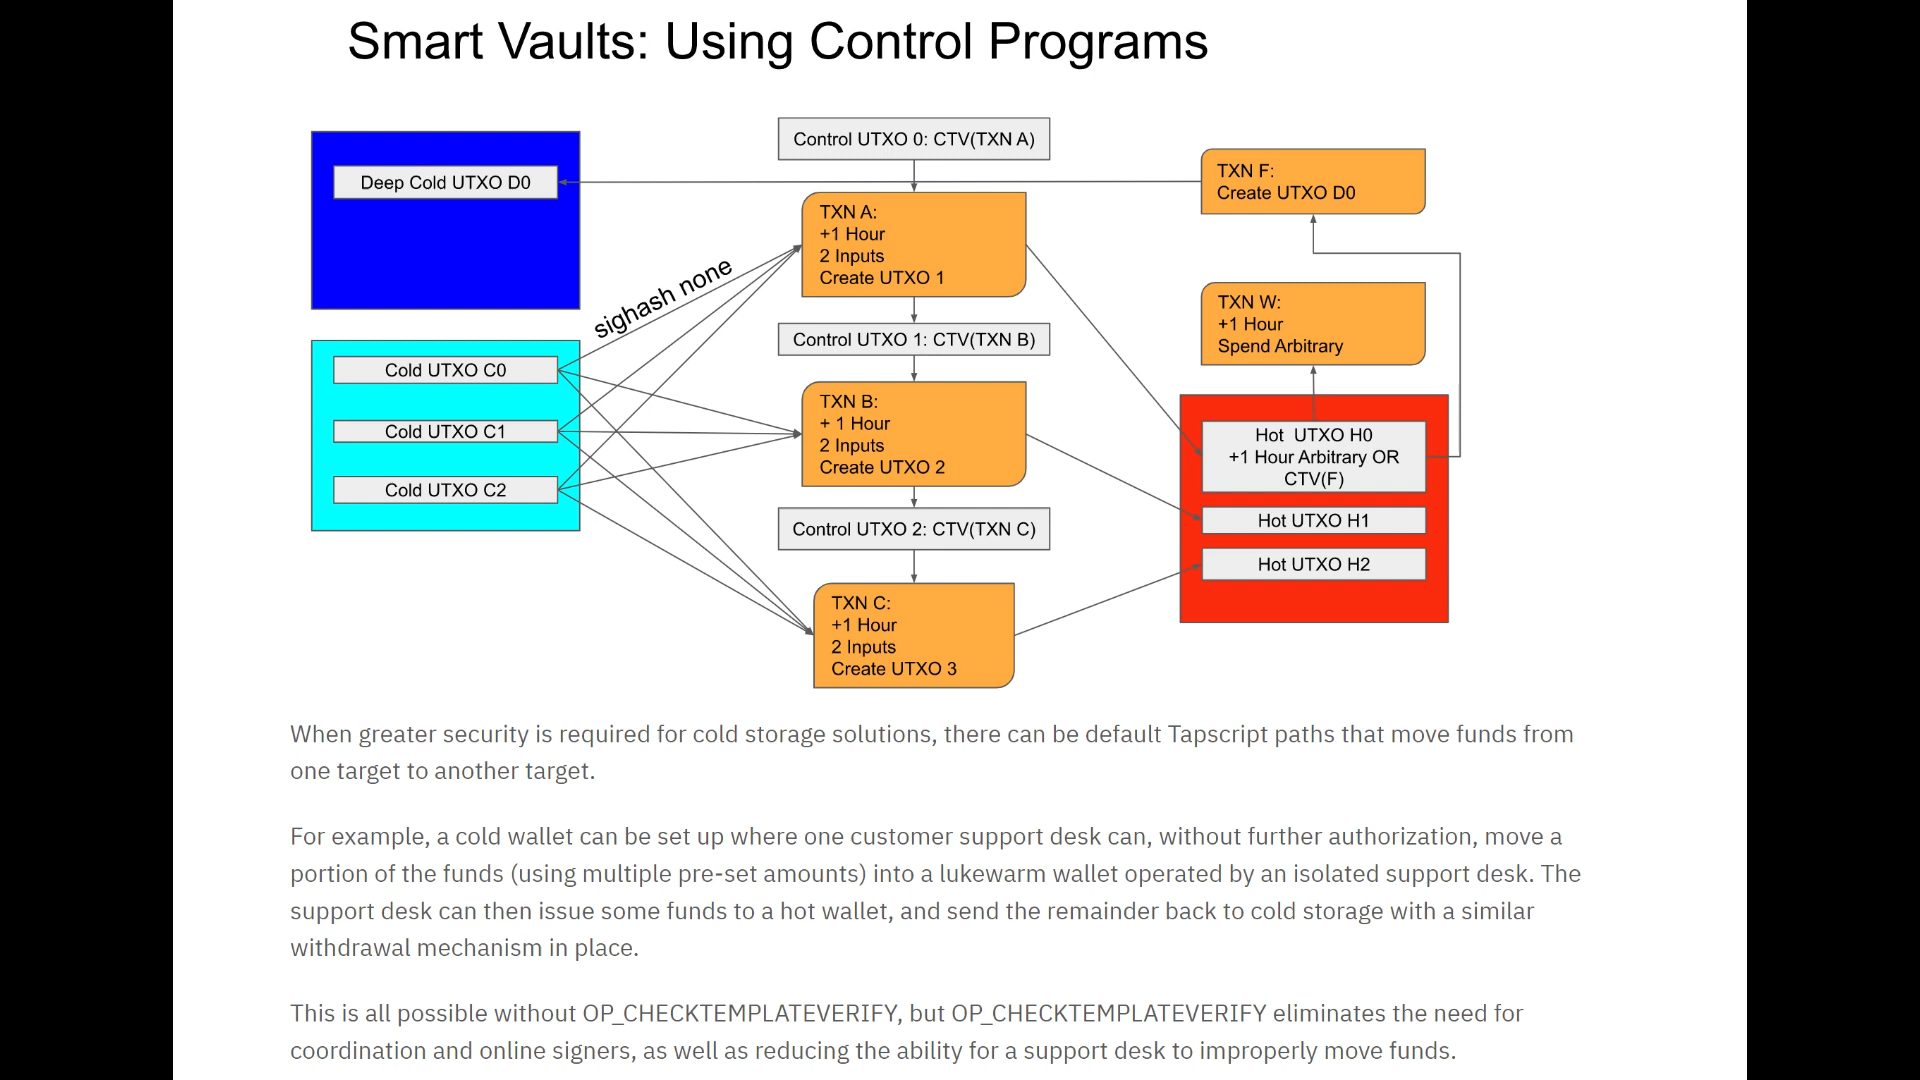 Smart Vaults: Using Control Programs
Control UTXO 0: CTV(TXN A)
Deep Cold UTXO D0
TXN F:
Create UTXO D0
TXN A:
+1 Hour
2 Inputs
Create UTXO 1
sighash none
TXN W:
+1 Hour
Spend Arbitrary
Control UTXO 1: CTV(TXN B)
Cold UTXO C0
Cold UTXO C1
Cold UTXO C2
TXN B:
+ 1 Hour
2 Inputs
Create UTXO 2
Hot  UTXO H0
+1 Hour Arbitrary OR
CTV(F)
Hot UTXO H1
Hot UTXO H2
Control UTXO 2: CTV(TXN C)
TXN C:
+1 Hour
2 Inputs
Create UTXO 3
When greater security is required for cold storage solutions, there can be default Tapscript paths that move funds from
one target to another target.
For example, a cold wallet can be set up where one customer support desk can, without further authorization, move a
portion of the funds (using multiple pre-set amounts) into a lukewarm wallet operated by an isolated support desk. The
support desk can then issue some funds to a hot wallet, and send the remainder back to cold storage with a similar
withdrawal mechanism in place.
This is all possible without OP_CHECKTEMPLATEVERIFY, but OP_CHECKTEMPLATEVERIFY eliminates the need for
coordination and online signers, as well as reducing the ability for a support desk to improperly move funds.